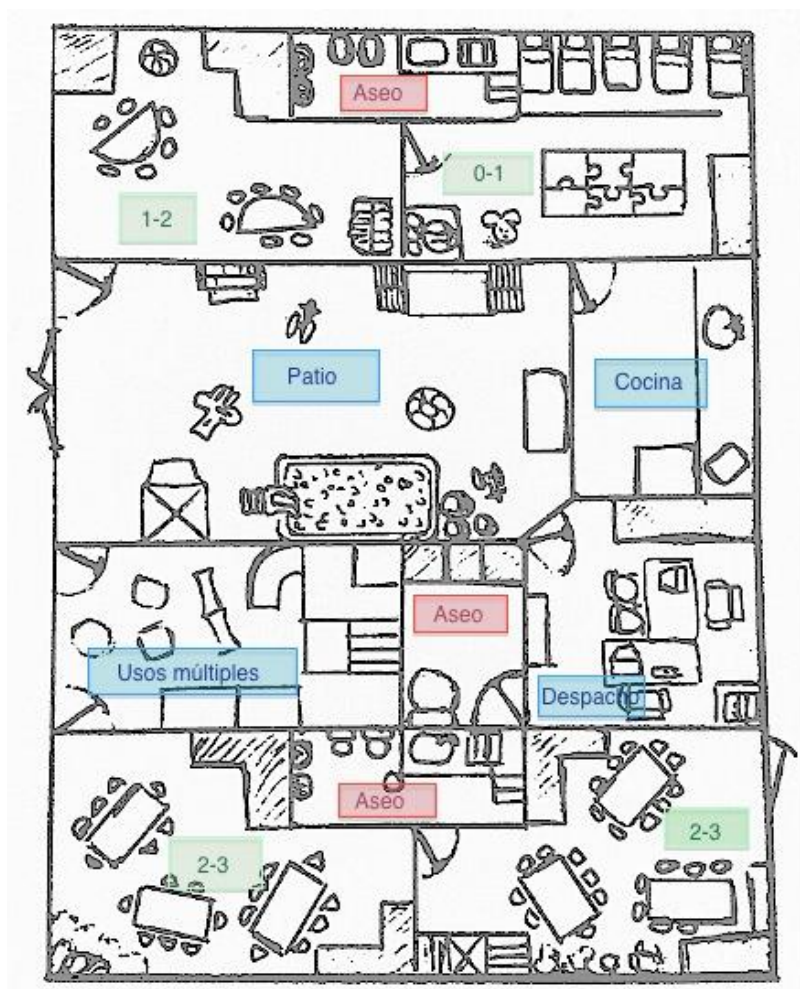 Aseo
0-1
1-2
Patio
Cocina
Aseo
Usos múltiples
Despacho
Aseo
2-3
2-3